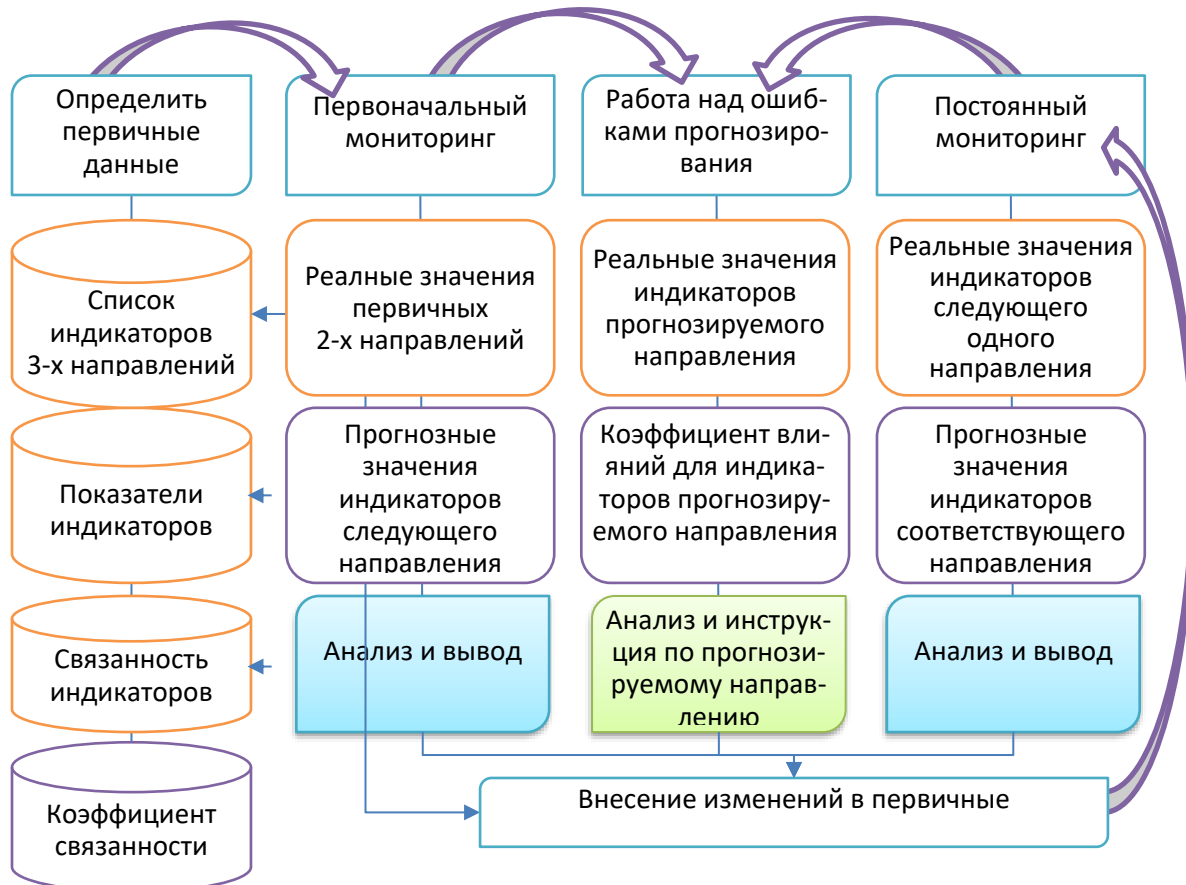 Определить
первичные
данные
Первоначальный
мониторинг
Работа над ошиб-
ками прогнозиро-
вания
Постоянный
мониторинг
Список
индикаторов
3-х направлений
Реалные значения
первичных
2-х направлений
Реальные значения
индикаторов
прогнозируемого
направления
Реальные значения
индикаторов
следующего
одного
направления
Показатели
индикаторов
Прогнозные
значения
индикаторов
следующего
направления
Коэффициент вли-
яний для индика-
торов прогнозиру-
емого направления
Прогнозные
значения
индикаторов
соответствующего
направления
Связанность
индикаторов
Анализ и вывод
Анализ и инструк-
ция по прогнози-
руемому направ-
лению
Анализ и вывод
Коэффициент
связанности
Внесение изменений в первичные